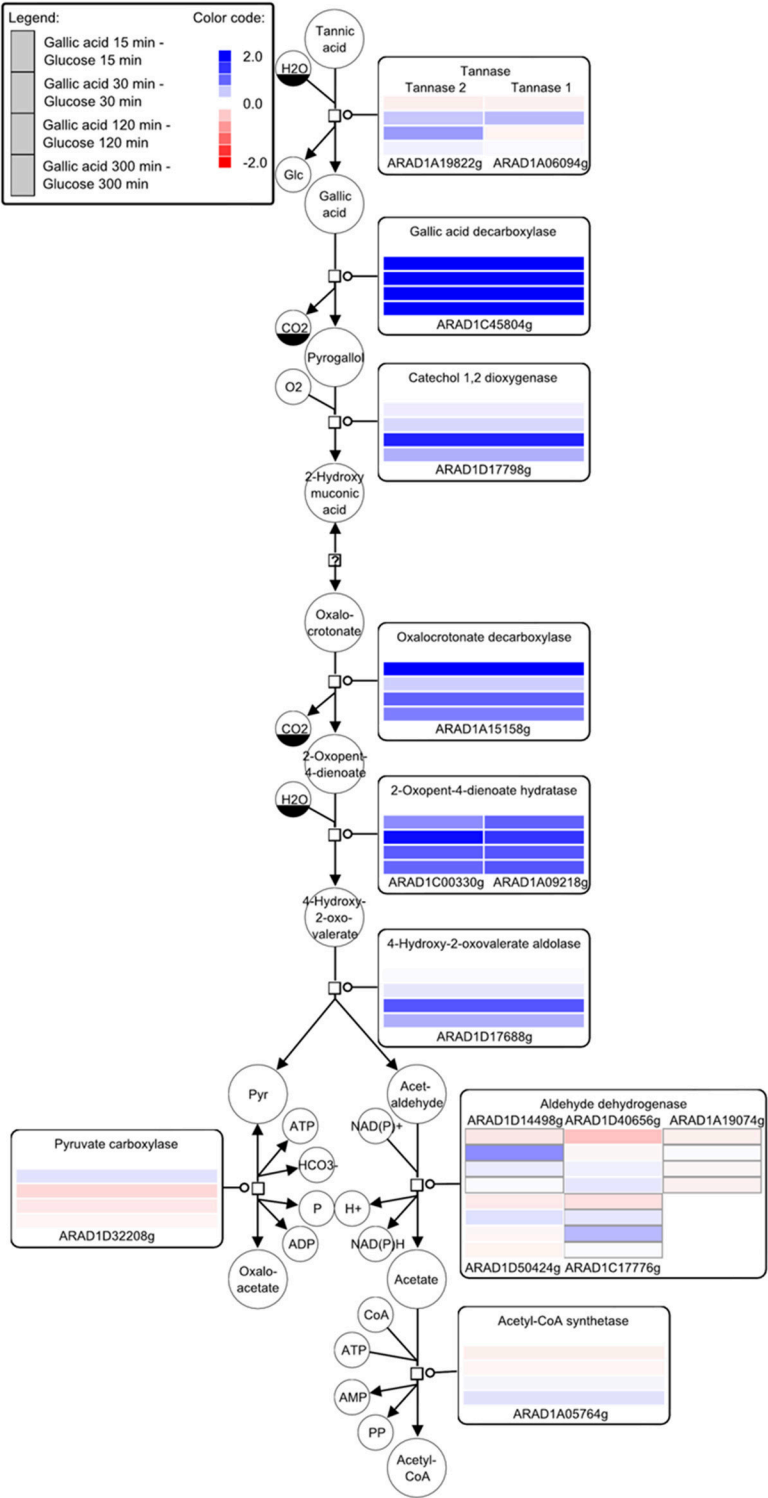 Legend:
Color code:
Gallic acid 15 min -
Glucose 15 min
Gallic acid 30 min -
Glucose 30 min
Gallic acid 120 min -
Glucose 120 min
Gallic acid 300 min -
Glucose 300 min
2.0
0.0
-2.0
Tannic
acid
H2O
Tannase
Tannase 2
Tannase 1
ARAD1A19822g
ARAD1A06094g
Glc
Gallic
acid
Gallic acid decarboxylase
ARAD1C45804g
CO2
Pyrogallol
O2
Catechol 1,2 dioxygenase
ARAD1D17798g
2-Hydroxy
muconic
acid
?
Oxalo-
crotonate
Oxalocrotonate decarboxylase
ARAD1A15158g
CO2
2-Oxopent-
4-dienoate
H2O
2-Oxopent-4-dienoate hydratase
ARAD1C00330g
ARAD1A09218g
4-Hydroxy-
2-oxo-
valerate
4-Hydroxy-2-oxovalerate aldolase
ARAD1D17688g
Pyr
Acet-
aldehyde
Pyruvate carboxylase
ARAD1D32208g
ATP
HCO3-
P
ADP
Oxalo-
acetate
NAD(P)+
H+
NAD(P)H
Aldehyde dehydrogenase
ARAD1D14498g
ARAD1D40656g
ARAD1A19074g
ARAD1D50424g
ARAD1C17776g
Acetate
CoA
ATP
AMP
PP
Acetyl-CoA synthetase
ARAD1A05764g
Acetyl-
CoA